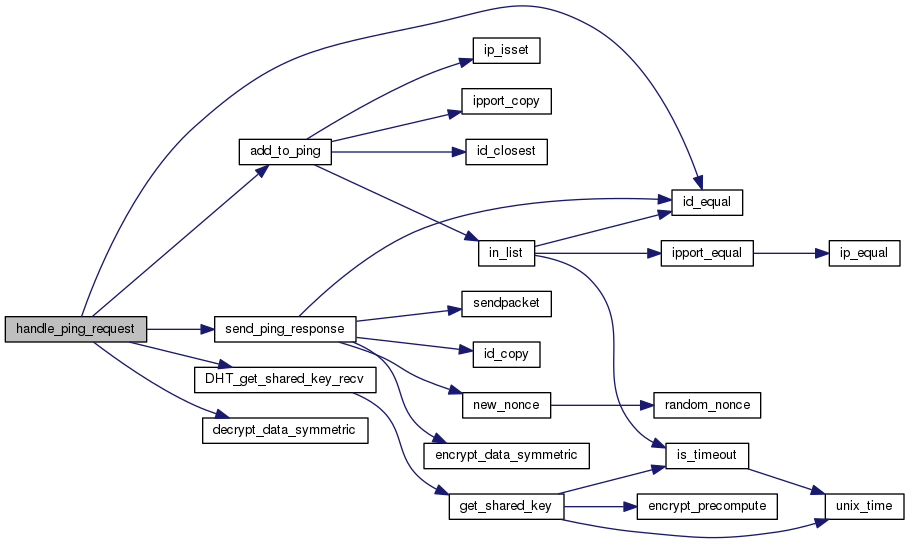 ip_isset
ipport_copy
add_to_ping
id_closest
id_equal
in_list
ipport_equal
ip_equal
sendpacket
handle_ping_request
send_ping_response
id_copy
DHT_get_shared_key_recv
new_nonce
random_nonce
decrypt_data_symmetric
encrypt_data_symmetric
is_timeout
get_shared_key
encrypt_precompute
unix_time